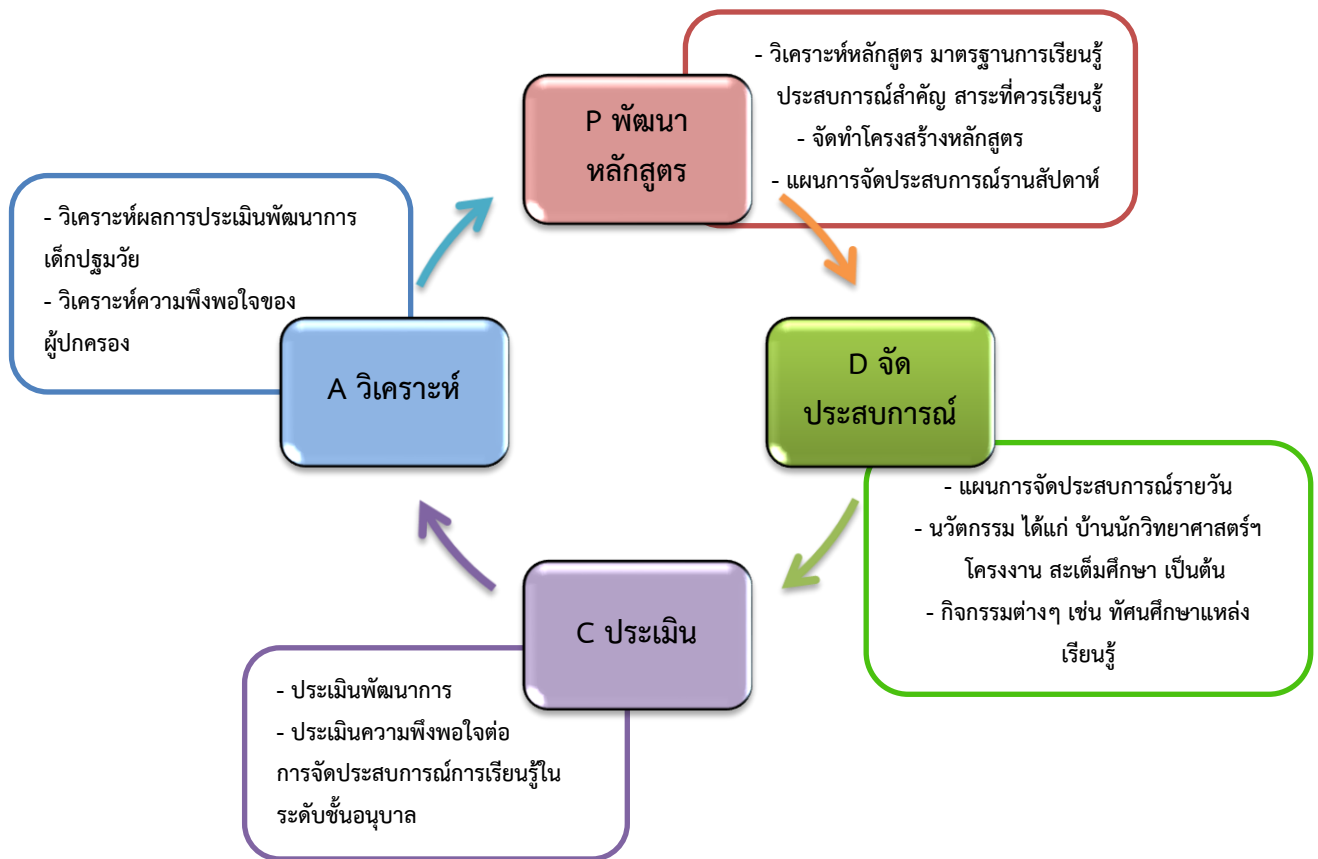 P พัฒนา
หลักสูตร
- วิเคราะห์หลักสูตร มาตรฐานการเรียนรู้
ประสบการณ์สำคัญ สาระที่ควรเรียนรู้
- จัดทำโครงสร้างหลักสูตร
- แผนการจัดประสบการณ์รานสัปดาห์
D จัด
ประสบการณ์
- แผนการจัดประสบการณ์รายวัน
- นวัตกรรม ได้แก่ บ้านนักวิทยาศาสตร์ฯ
โครงงาน สะเต็มศึกษา เป็นต้น
- กิจกรรมต่างๆ เช่น ทัศนศึกษาแหล่ง
เรียนรู้
C ประเมิน
- ประเมินพัฒนาการ
- ประเมินความพึงพอใจต่อ
การจัดประสบการณ์การเรียนรู้ใน
ระดับชั้นอนุบาล
A วิเคราะห์
- วิเคราะห์ผลการประเมินพัฒนาการ
เด็กปฐมวัย
- วิเคราะห์ความพึงพอใจของ
ผู้ปกครอง